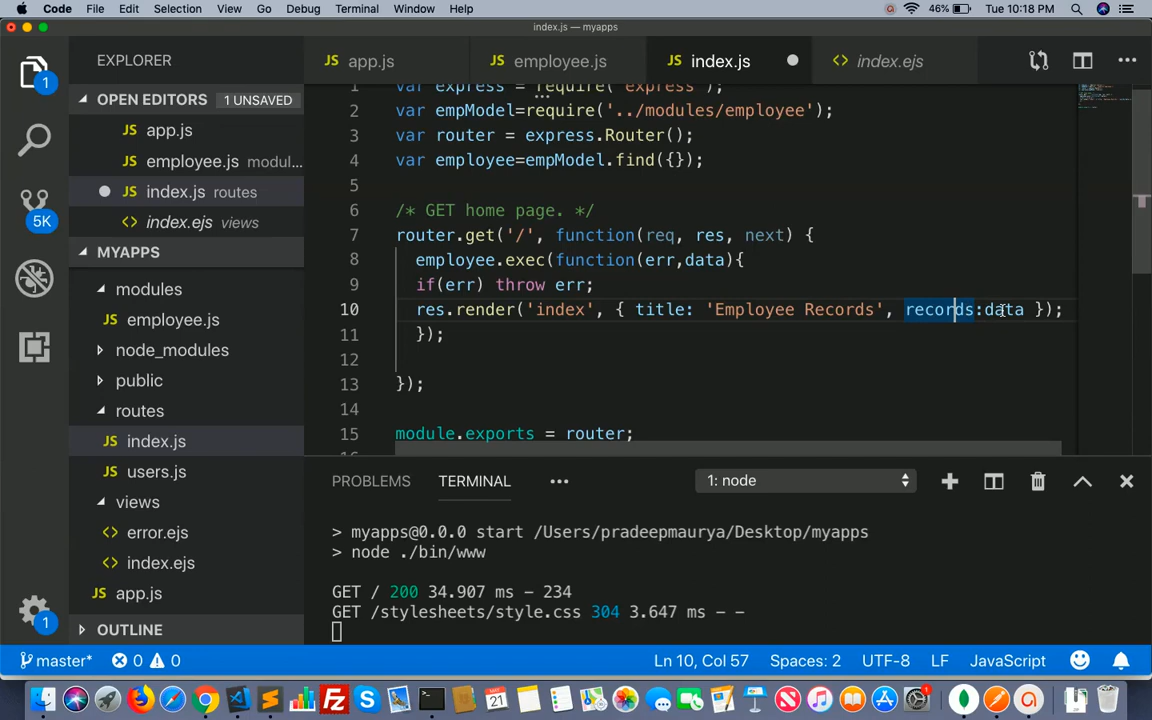 Code File Edit Selection View Go Debug Terminal Window Help 46% Tue 10:18 PM
index.js — myapps
EXPLORER
app.js employee.js index.js index.ejs
OPEN EDITORS 1 UNSAVED
app.js
employee.js modul...
index.js routes
index.ejs views
MYAPPS
modules
employee.js
node_modules
public
routes
index.js
users.js
views
error.ejs
index.ejs
app.js
OUTLINE
1
1
5K
1 var express = require('express');
2 var empModel=require('../modules/employee');
3 var router = express.Router();
4 var employee=empModel.find({});
5
6 /* GET home page. */
7 router.get('/', function(req, res, next) {
8 employee.exec(function(err,data){
9 if(err) throw err;
10 res.render('index', { title: 'Employee Records', records:data });
11 });
12
13 });
14
15 module.exports = router;
PROBLEMS TERMINAL ... 1: node
> myapps@0.0.0 start /Users/pradeepmaurya/Desktop/myapps
> node ./bin/www
GET / 200 34.907 ms - 234
GET /stylesheets/style.css 304 3.647 ms - -
master* 0 0 Ln 10, Col 57 Spaces: 2 UTF-8 LF JavaScript
21